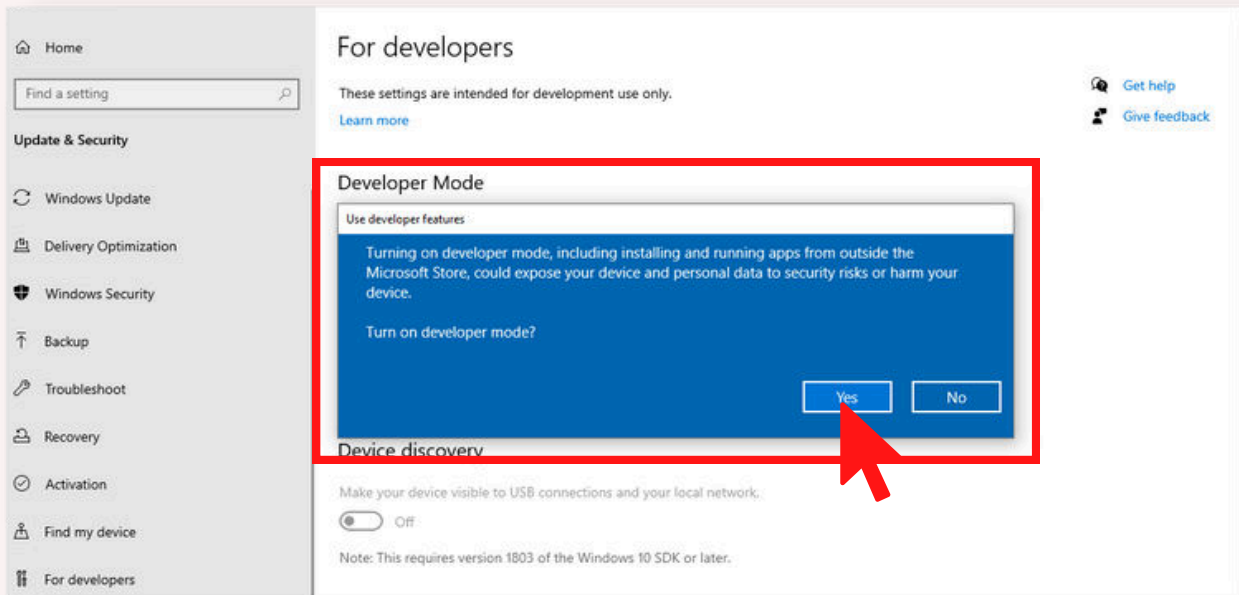 Home
Find a setting
Update & Security
Windows Update
Delivery Optimization
Windows Security
Backup
Troubleshoot
Recovery
Activation
Find my device
For developers
For developers
These settings are intended for development use only.
Learn more
Get help
Give feedback
Developer Mode
Use developer features
Turning on developer mode, including installing and running apps from outside the
Microsoft Store, could expose your device and personal data to security risks or harm your
device.
Turn on developer mode?
Yes
No
Device discovery
Make your device visible to USB connections and your local network.
Off
Note: This requires version 1803 of the Windows 10 SDK or later.